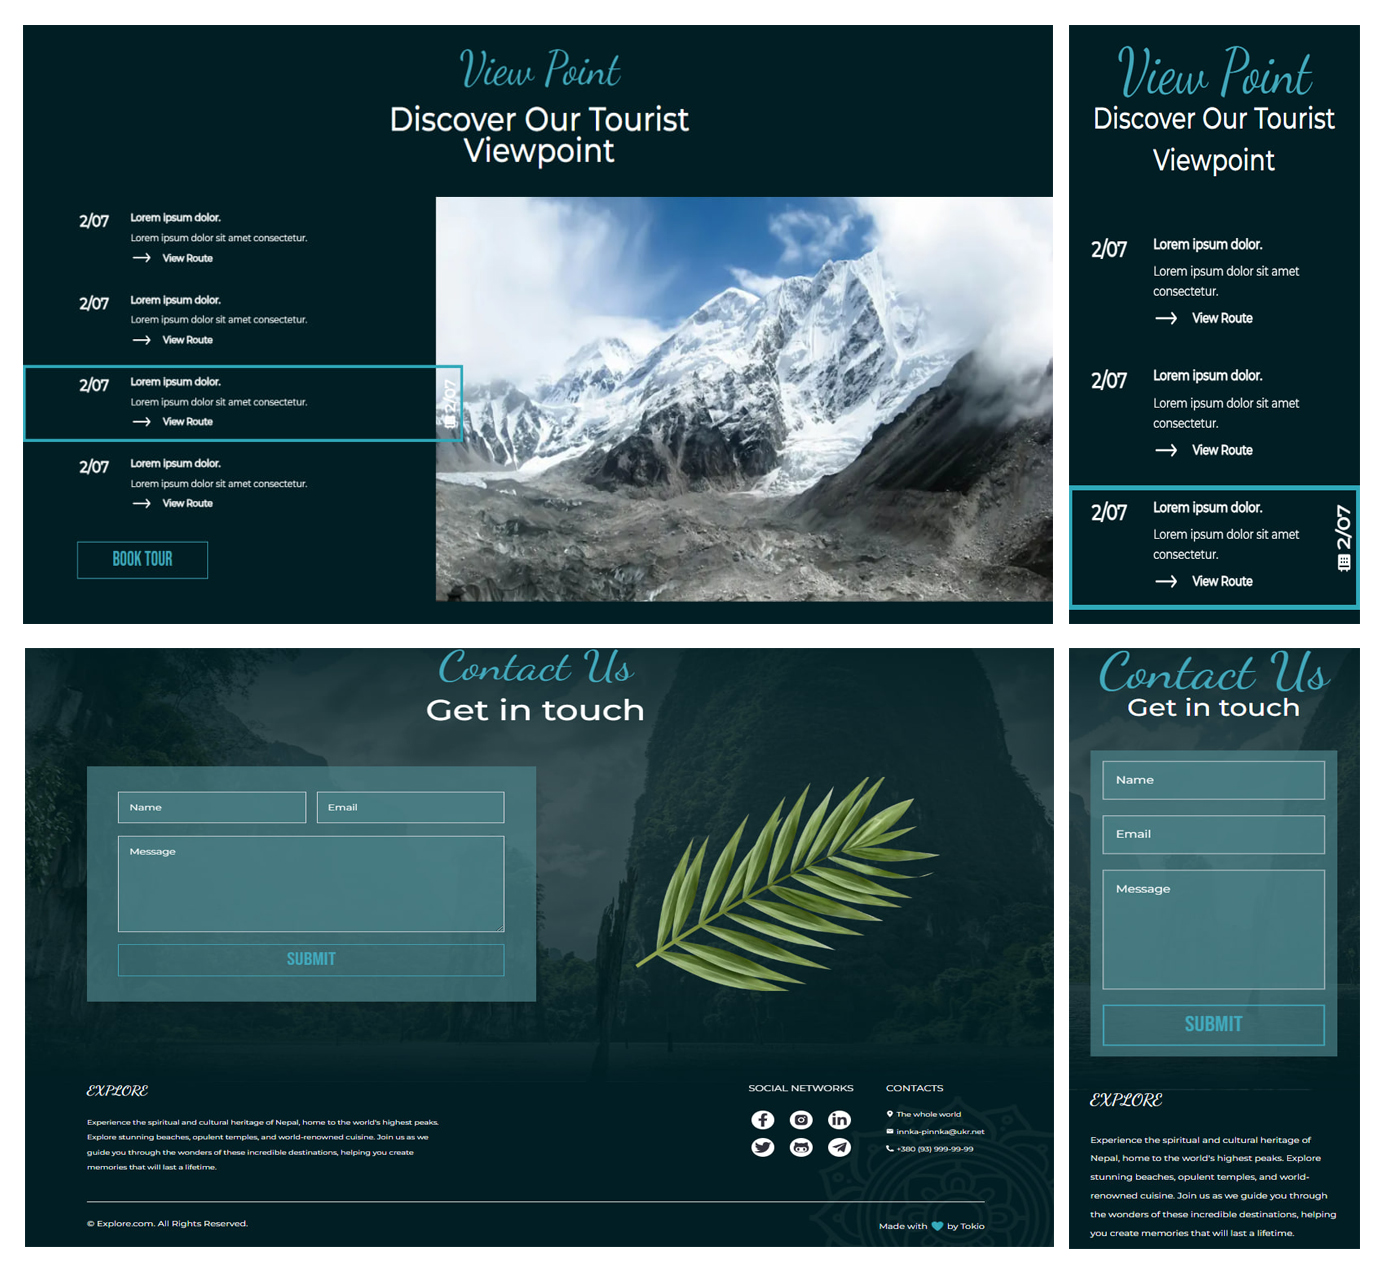 View Point
Discover Our Tourist
Viewpoint
2/07
Lorem ipsum dolor.
Lorem ipsum dolor sit amet consectetur.
View Route
2/07
Lorem ipsum dolor.
Lorem ipsum dolor sit amet consectetur.
View Route
2/07
Lorem ipsum dolor.
Lorem ipsum dolor sit amet consectetur.
View Route
2/07
2/07
Lorem ipsum dolor.
Lorem ipsum dolor sit amet consectetur.
View Route
BOOK TOUR
View Point
Discover Our Tourist
Viewpoint
2/07
Lorem ipsum dolor.
Lorem ipsum dolor sit amet
consectetur.
View Route
2/07
Lorem ipsum dolor.
Lorem ipsum dolor sit amet
consectetur.
View Route
2/07
Lorem ipsum dolor.
Lorem ipsum dolor sit amet
consectetur.
View Route
2/07
Contact Us
Get in touch
Name
Email
Message
SUBMIT
EXPLORE
Experience the spiritual and cultural heritage of Nepal, home to the world's highest peaks.
Explore stunning beaches, opulent temples, and world-renowned cuisine. Join us as we
guide you through the wonders of these incredible destinations, helping you create
memories that will last a lifetime.
SOCIAL NETWORKS
CONTACTS
The whole world
innka-pinnka@ukr.net
+380 (93) 999-99-99
© Explore.com. All Rights Reserved.
Made with by Tokio
Contact Us
Get in touch
Name
Email
Message
SUBMIT
EXPLORE
Experience the spiritual and cultural heritage of
Nepal, home to the world's highest peaks. Explore
stunning beaches, opulent temples, and world-
renowned cuisine. Join us as we guide you through
the wonders of these incredible destinations, helping
you create memories that will last a lifetime.